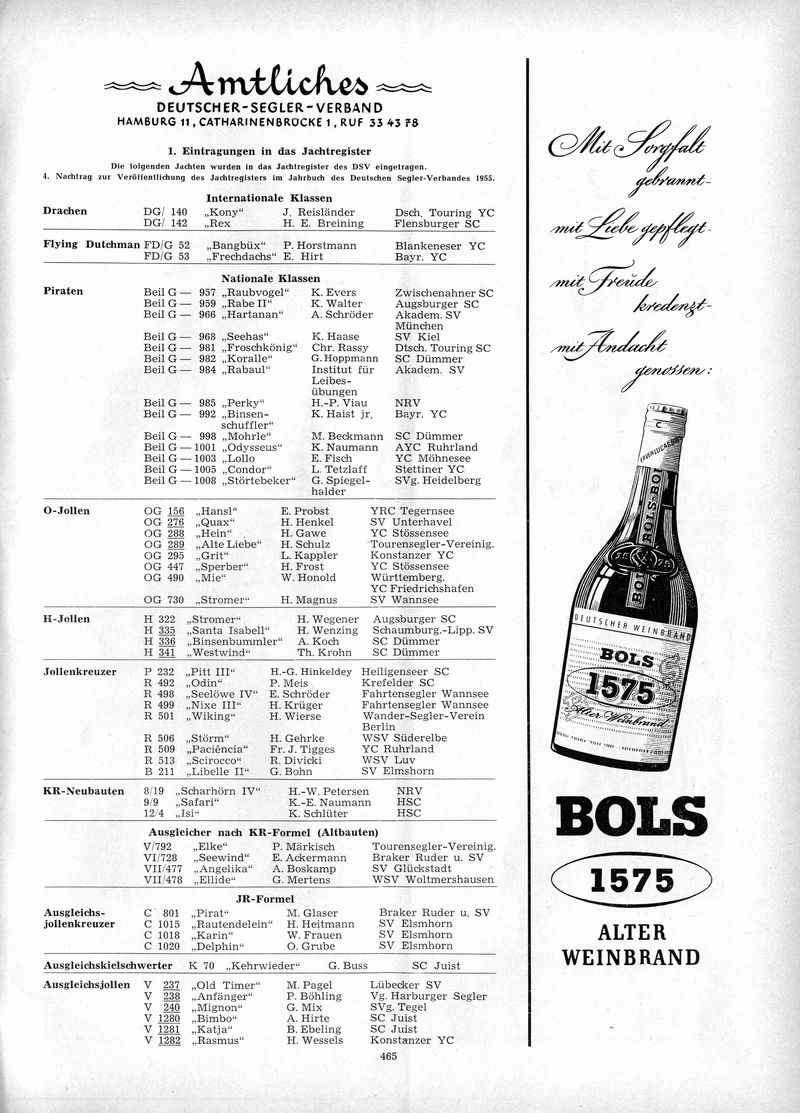 Amtliches
DEUTSCHER-SEGLER-VERBAND
HAMBURG 11, CATHARINENBRÜCKE 1, RUF 33 43 78
1. Eintragungen in das Jachtregister
Die folgenden Jachten wurden in das Jachtregister des DSV eingetragen.
4. Nachtrag zur Veröffentlichung des Jachtregisters im Jahrbuch des Deutschen Segler-Verbandes 1955.
Internationale Klassen
Drachen DG/ 140 „Kony“ J. Reisländer Dsch. Touring YC
DG/ 142 „Rex H. E. Breining Flensburger SC
Flying Dutchman FD/G 52 „Bangbüx“ P. Horstmann Blankeneser YC
FD/G 53 „Frechdachs“ E. Hirt Bayr. YC
Nationale Klassen
Piraten Beil G — 957 „Raubvogel“ K. Evers Zwischenahner SC
Beil G — 959 „Rabe II“ K. Walter Augsburger SC
Beil G — 966 „Hartanan“ A. Schröder Akadem. SV
München
Beil G — 968 „Seehas“ K. Haase SV Kiel
Beil G — 981 „Froschkönig“ Chr. Rassy Dtsch. Touring SC
Beil G — 982 „Koralle“ G. Hoppmann SC Dümmer
Beil G — 984 „Rabaul“ Institut für Akadem. SV
Leibes-
übungen
Beil G — 985 „Perky“ H.-P. Viau NRV
Beil G — 992 „Binsen- K. Haist jr. Bayr. YC
schuffler“
Beil G — 998 „Mohrle“ M. Beckmann SC Dümmer
Beil G — 1001 „Odysseus“ K. Naumann AYC Ruhrland
Beil G — 1003 „Lollo E. Fisch YC Möhnesee
Beil G — 1005 „Condor“ L. Tetzlaff Stettiner YC
Beil G — 1008 „Störtebeker“ G. Spiegel- SVg. Heidelberg
halder
O-Jollen OG 156 „Hansl“ E. Probst YRC Tegernsee
OG 276 „Quax“ H. Henkel SV Unterhavel
OG 288 „Hein“ H. Gawe YC Stössensee
OG 289 „Alte Liebe“ H. Schulz Tourensegler-Vereinig.
OG 295 „Grit“ L. Kappler Konstanzer YC
OG 447 „Sperber“ H. Frost YC Stössensee
OG 490 „Mie“ W. Honold Württemberg.
YC Friedrichshafen
OG 730 „Stromer“ H. Magnus SV Wannsee
H-Jollen H 322 „Stromer“ H. Wegener Augsburger SC
H 335 „Santa Isabell“ H. Wenzing Schaumburg.-Lipp. SV
H 336 „Binsenbummler“ A. Koch SC Dümmer
H 341 „Westwind“ Th. Krohn SC Dümmer
Jollenkreuzer P 232 „Pitt III“ H.-G. Hinkeldey Heiligenseer SC
R 492 „Odin“ P. Meis Krefelder SC
R 498 „Seelöwe IV“ E. Schröder Fahrtensegler Wannsee
R 499 „Nixe III“ H. Krüger Fahrtensegler Wannsee
R 501 „Wiking“ H. Wierse Wander-Segler-Verein
Berlin
R 506 „Störm“ H. Gehrke WSV Süderelbe
R 509 „Paciência“ Fr. J. Tigges YC Ruhrland
R 513 „Scirocco“ R. Divicki WSV Luv
B 211 „Libelle II“ G. Bohn SV Elmshorn
KR-Neubauten 8/19 „Scharhörn IV“ H.-W. Petersen NRV
9/9 „Safari“ K.-E. Naumann HSC
12/4 „Isi“ K. Schlüter HSC
Ausgleicher nach KR-Formel (Altbauten)
V/792 „Elke“ P. Märkisch Tourensegler-Vereinig.
VI/728 „Seewind“ E. Ackermann Braker Ruder u. SV
VII/477 „Angelika“ A. Boskamp SV Glückstadt
VII/478 „Ellide“ G. Mertens WSV Woltmershausen
JR-Formel
Ausgleichs- C 801 „Pirat“ M. Glaser Braker Ruder u. SV
jollenkreuzer C 1015 „Rautendelein“ H. Heitmann SV Elsmhorn
C 1018 „Karin“ W. Frauen SV Elsmhorn
C 1020 „Delphin“ O. Grube SV Elsmhorn
Ausgleichskielschwerter K 70 „Kehrwieder“ G. Buss SC Juist
Ausgleichsjollen V 237 „Old Timer“ M. Pagel Lübecker SV
V 238 „Anfänger“ P. Böhling Vg. Harburger Segler
V 240 „Mignon“ G. Mix SVg. Tegel
V 1280 „Bimbo“ A. Hirte SC Juist
V 1281 „Katja“ B. Ebeling SC Juist
V 1282 „Rasmus“ H. Wessels Konstanzer YC
465
Mit Sorgfalt
gebrannt-
mit Liebe gepflegt-
mit Freude
kredenzt-
mit Andacht
genossen:
BOLS-BOL
DEUTSCHER WEINBRAND
BOLS
1575
Alter Weinbrand
BOLS
1575
ALTER
WEINBRAND